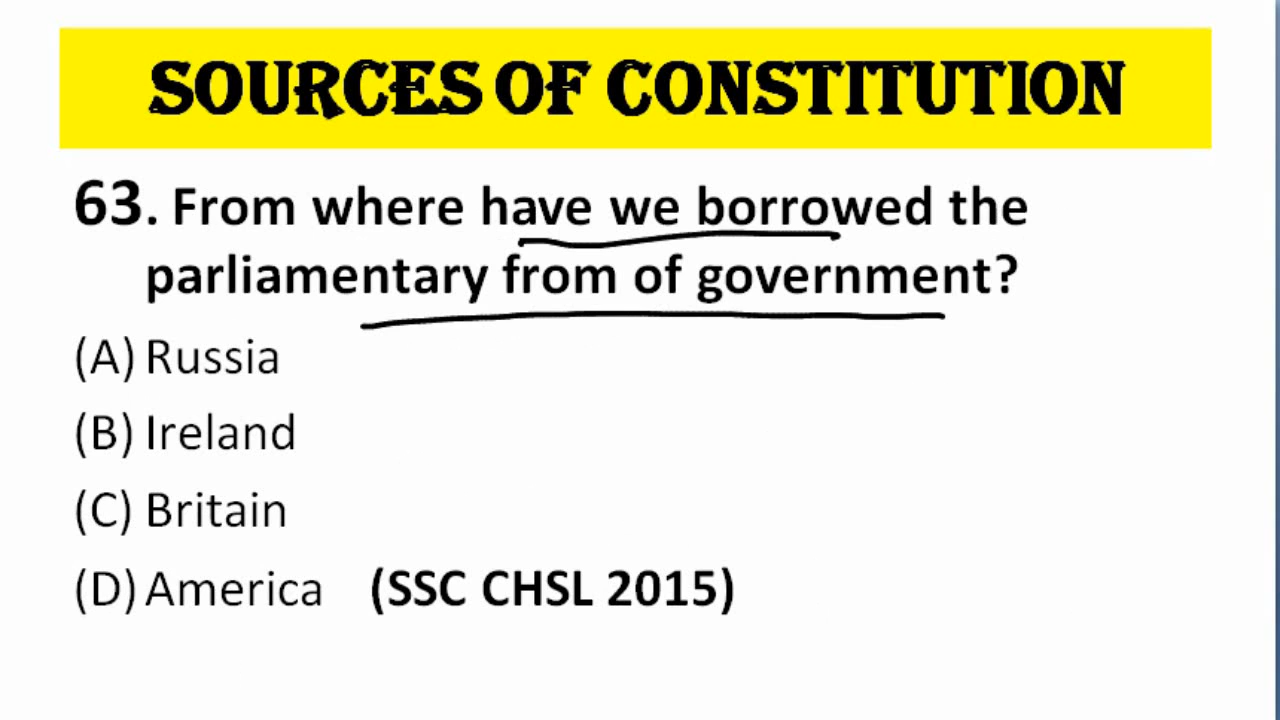 SOURCES OF CONSTITUTION
63. From where have we borrowed the
parliamentary from of government?
(A) Russia
(B) Ireland
(C) Britain
(D) America (SSC CHSL 2015)